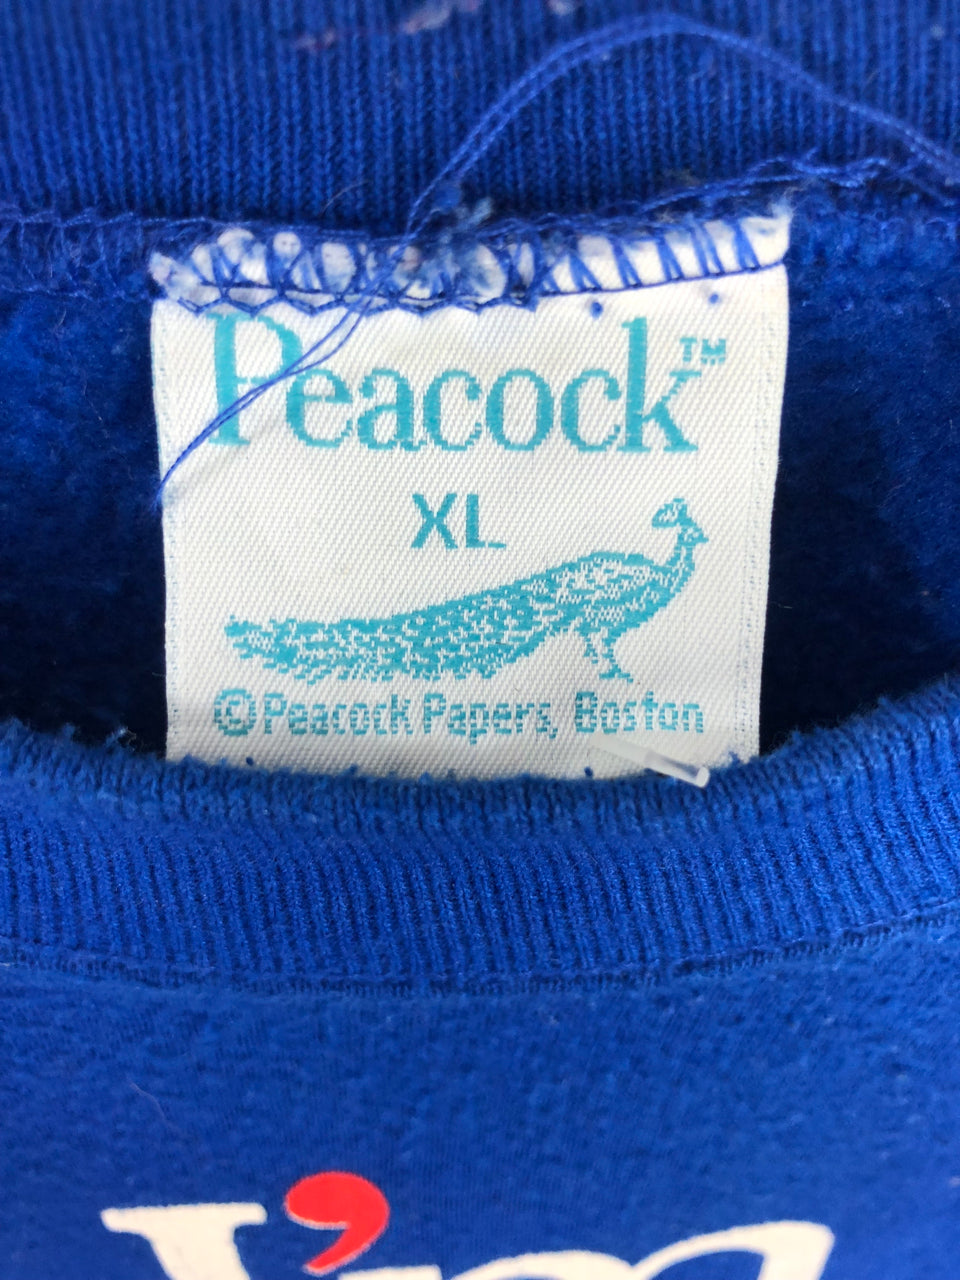 Peacock™
XL
©Peacock Papers, Boston
I'm